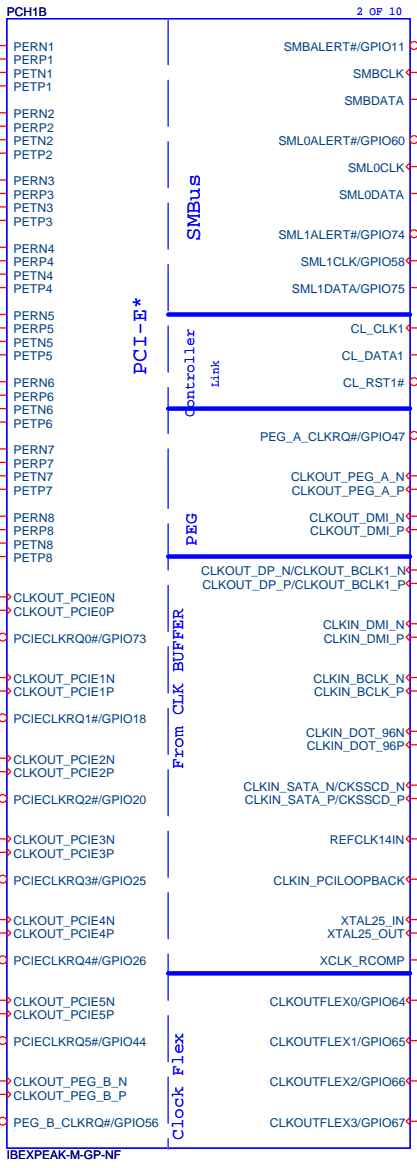 PCH1B
2 OF 10
PERN1
PERP1
PETN1
PETP1
PERN2
PERP2
PETN2
PETP2
PERN3
PERP3
PETN3
PETP3
PERN4
PERP4
PETN4
PETP4
PERN5
PERP5
PETN5
PETP5
PERN6
PERP6
PETN6
PETP6
PERN7
PERP7
PETN7
PETP7
PERN8
PERP8
PETN8
PETP8
CLKOUT_PCIE0N
CLKOUT_PCIE0P
PCIECLKRQ0#/GPIO73
CLKOUT_PCIE1N
CLKOUT_PCIE1P
PCIECLKRQ1#/GPIO18
CLKOUT_PCIE2N
CLKOUT_PCIE2P
PCIECLKRQ2#/GPIO20
CLKOUT_PCIE3N
CLKOUT_PCIE3P
PCIECLKRQ3#/GPIO25
CLKOUT_PCIE4N
CLKOUT_PCIE4P
PCIECLKRQ4#/GPIO26
CLKOUT_PCIE5N
CLKOUT_PCIE5P
PCIECLKRQ5#/GPIO44
CLKOUT_PEG_B_N
CLKOUT_PEG_B_P
PEG_B_CLKRQ#/GPIO56
PCI-E*
SMBus
Controller
Link
PEG
From CLK BUFFER
Clock Flex
SMBALERT#/GPIO11
SMBCLK
SMBDATA
SML0ALERT#/GPIO60
SML0CLK
SML0DATA
SML1ALERT#/GPIO74
SML1CLK/GPIO58
SML1DATA/GPIO75
CL_CLK1
CL_DATA1
CL_RST1#
PEG_A_CLKRQ#/GPIO47
CLKOUT_PEG_A_N
CLKOUT_PEG_A_P
CLKOUT_DMI_N
CLKOUT_DMI_P
CLKOUT_DP_N/CLKOUT_BCLK1_N
CLKOUT_DP_P/CLKOUT_BCLK1_P
CLKIN_DMI_N
CLKIN_DMI_P
CLKIN_BCLK_N
CLKIN_BCLK_P
CLKIN_DOT_96N
CLKIN_DOT_96P
CLKIN_SATA_N/CKSSCD_N
CLKIN_SATA_P/CKSSCD_P
REFCLK14IN
CLKIN_PCILOOPBACK
XTAL25_IN
XTAL25_OUT
XCLK_RCOMP
CLKOUTFLEX0/GPIO64
CLKOUTFLEX1/GPIO65
CLKOUTFLEX2/GPIO66
CLKOUTFLEX3/GPIO67
IBEXPEAK-M-GP-NF